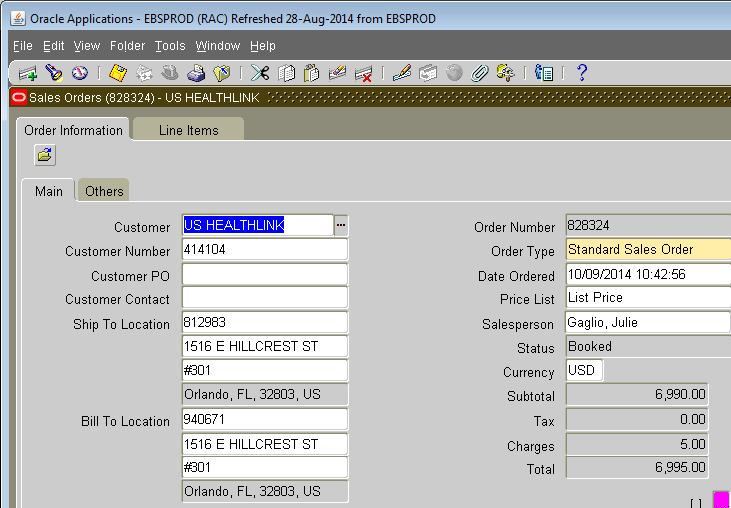 Oracle Applications - EBSPROD (RAC) Refreshed 28-Aug-2014 from EBSPROD
File Edit View Folder Tools Window Help
Sales Orders (828324) - US HEALTHLINK
Order Information Line Items
Main Others
Customer US HEALTHLINK ... Order Number 828324
Customer Number 414104 Order Type Standard Sales Order
Customer PO Date Ordered 10/09/2014 10:42:56
Customer Contact Price List List Price
Ship To Location 812983 Salesperson Gaglio, Julie
1516 E HILLCREST ST Status Booked
#301 Currency USD
Orlando, FL, 32803, US Subtotal 6,990.00
Bill To Location 940671 Tax 0.00
1516 E HILLCREST ST Charges 5.00
#301 Total 6,995.00
Orlando, FL, 32803, US
[ ]